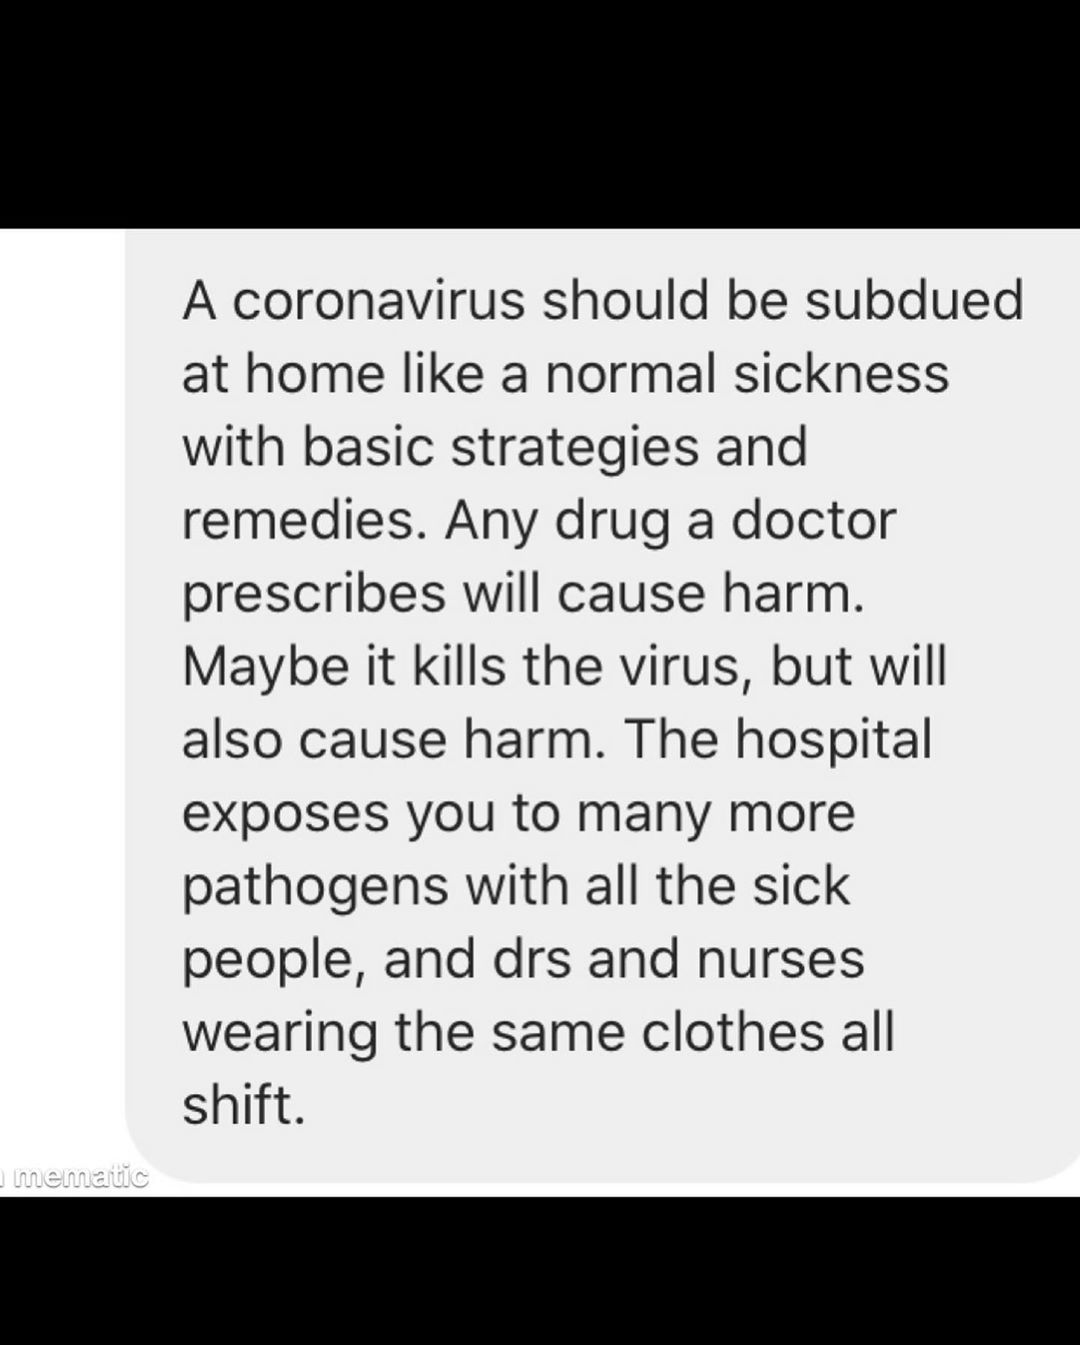 A coronavirus should be subdued
at home like a normal sickness
with basic strategies and
remedies. Any drug a doctor
prescribes will cause harm.
Maybe it kills the virus, but will
also cause harm. The hospital
exposes you to many more
pathogens with all the sick
people, and drs and nurses
wearing the same clothes all
shift.
mematic